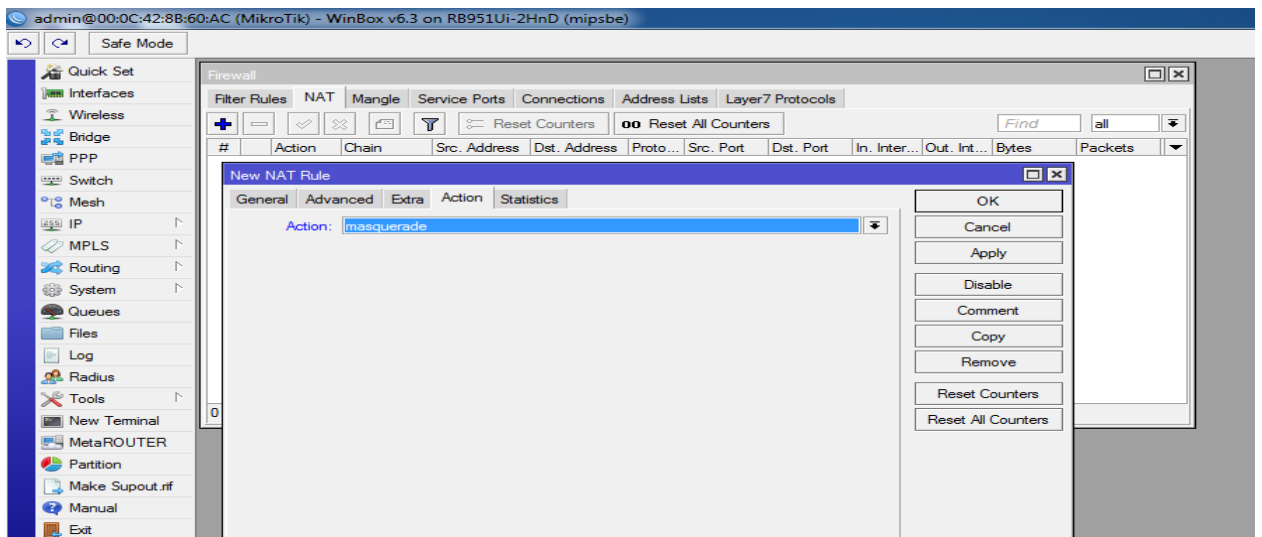 admin@00:0C:42:8B:60:AC (MikroTik) - WinBox v6.3 on RB951Ui-2HnD (mipsbe)
Safe Mode
Quick Set
Interfaces
Wireless
Bridge
PPP
Switch
Mesh
IP
MPLS
Routing
System
Queues
Files
Log
Radius
Tools
New Terminal
MetaROUTER
Partition
Make Supout.rif
Manual
Exit
Firewall
Filter Rules NAT Mangle Service Ports Connections Address Lists Layer7 Protocols
Reset Counters 00 Reset All Counters Find all
# Action Chain Src. Address Dst. Address Proto... Src. Port Dst. Port In. Inter... Out. Int... Bytes Packets
0
New NAT Rule
General Advanced Extra Action Statistics
Action: masquerade
OK
Cancel
Apply
Disable
Comment
Copy
Remove
Reset Counters
Reset All Counters